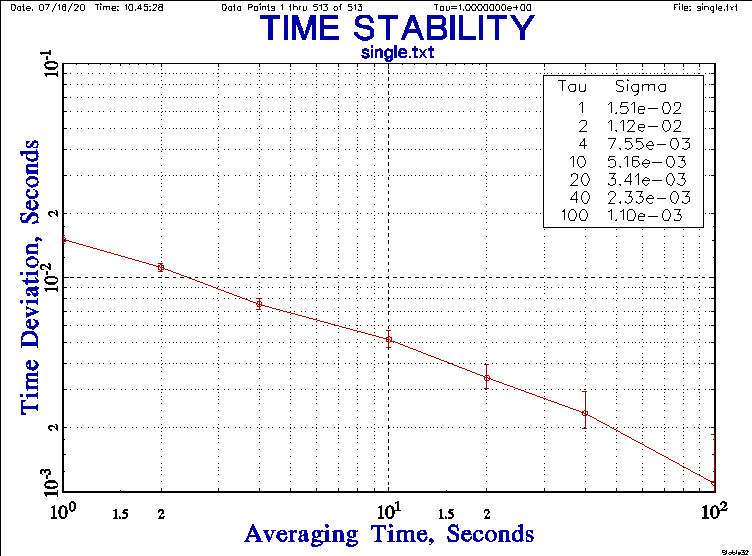 Date: 07/16/20 Time: 10:45:28 Data Points 1 thru 513 of 513 Tau=1.0000000e+00 File: single.txt
TIME STABILITY
single.txt
Tau Sigma
1 1.51e-02
2 1.12e-02
4 7.55e-03
10 5.16e-03
20 3.41e-03
40 2.33e-03
100 1.10e-03
Time Deviation, Seconds
10⁻¹
2
10⁻²
2
10⁻³
10⁰ 1.5 2 10¹ 1.5 2 10²
Averaging Time, Seconds
Stable32